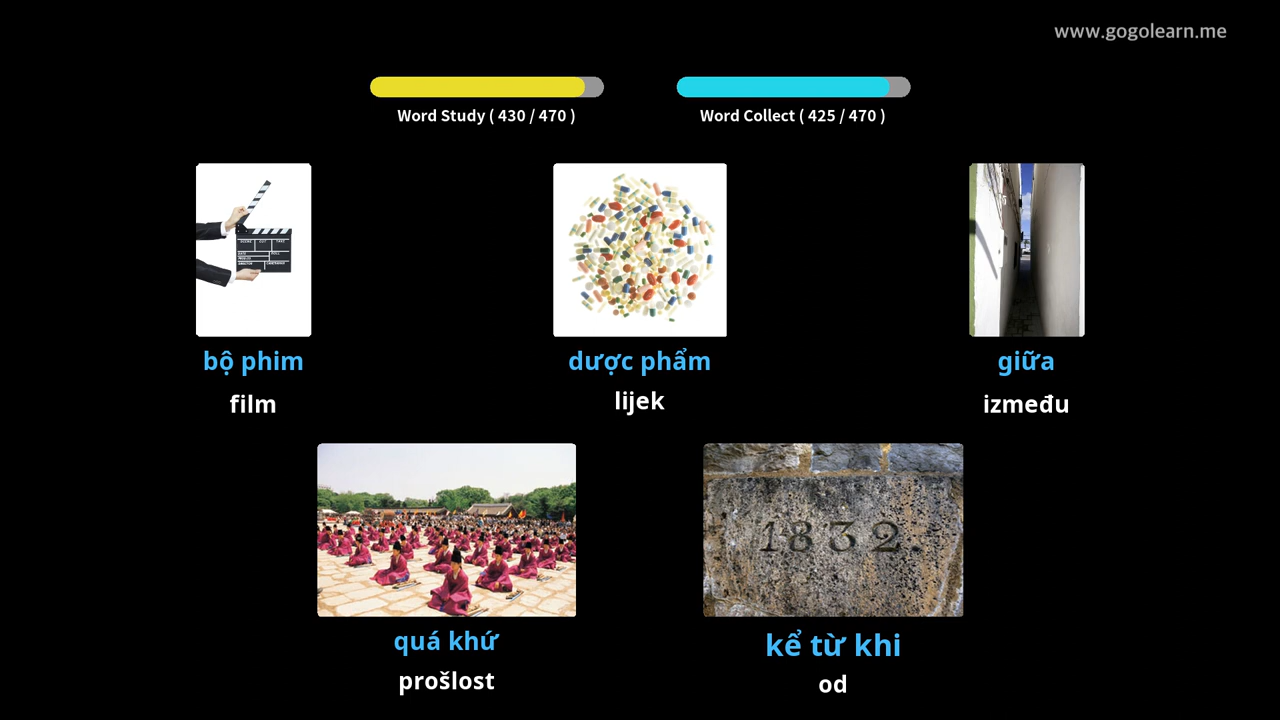 www.gogolearn.me
Word Study ( 430 / 470 )
Word Collect ( 425 / 470 )
bộ phim
film
dược phẩm
lijek
giữa
između
1832.
quá khứ
prošlost
kể từ khi
od